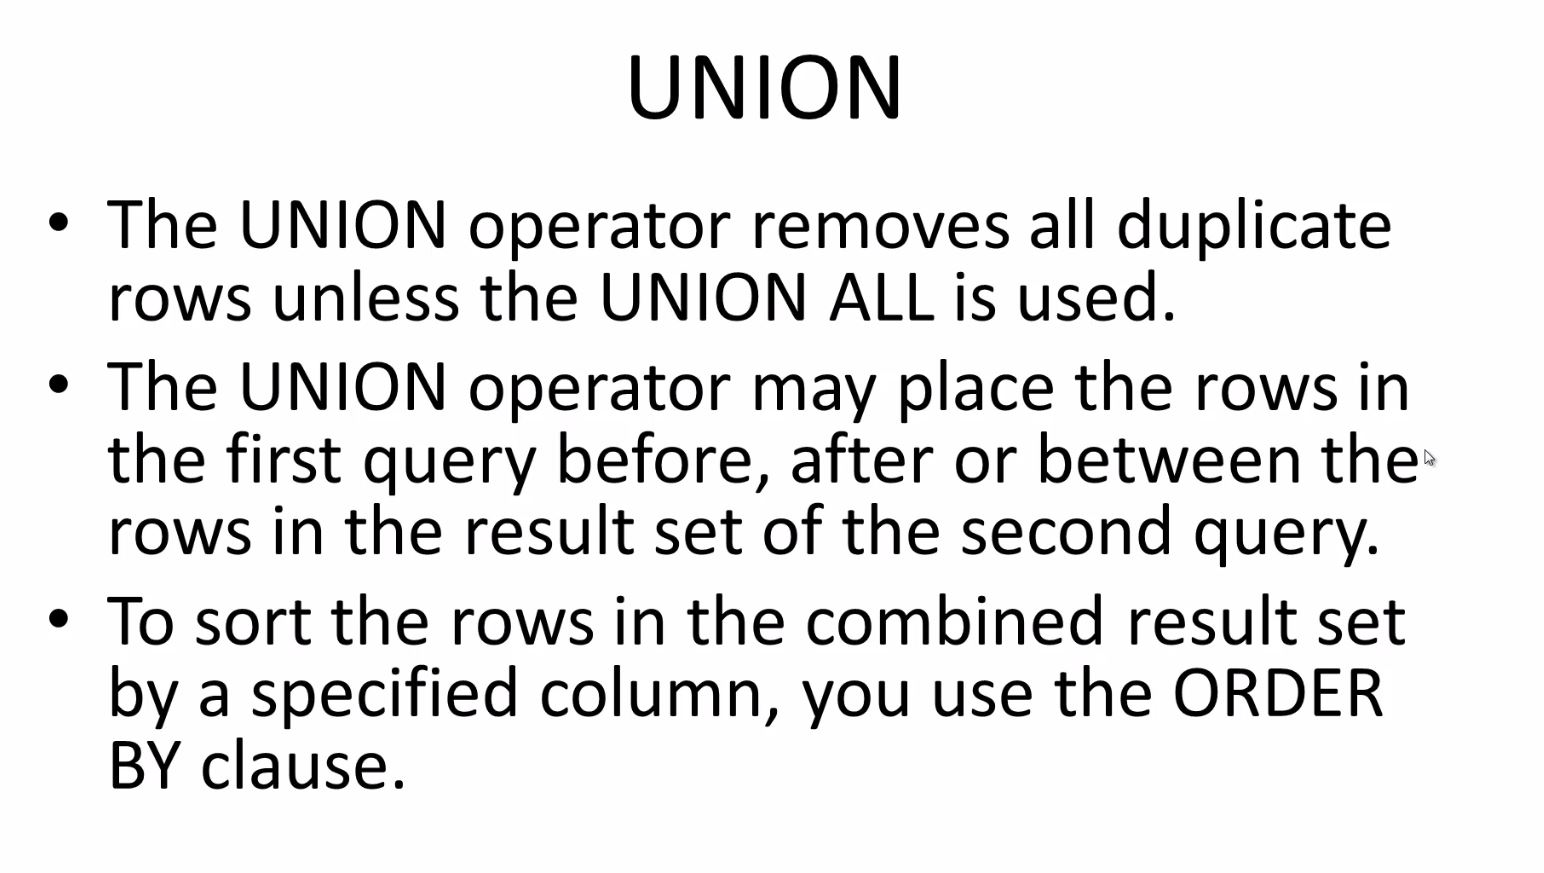 UNION
• The UNION operator removes all duplicate
rows unless the UNION ALL is used.
• The UNION operator may place the rows in
the first query before, after or between the
rows in the result set of the second query.
• To sort the rows in the combined result set
by a specified column, you use the ORDER
BY clause.